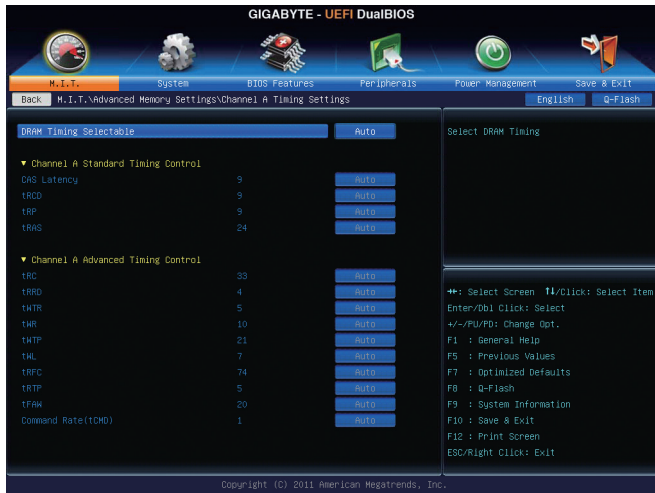 GIGABYTE - UEFI DualBIOS
M.I.T. System BIOS Features Peripherals Power Management Save & Exit
Back M.I.T.\Advanced Memory Settings\Channel A Timing Settings English Q-Flash
DRAM Timing Selectable Auto
Select DRAM Timing
▼ Channel A Standard Timing Control
CAS Latency 9 Auto
tRCD 9 Auto
tRP 9 Auto
tRAS 24 Auto
▼ Channel A Advanced Timing Control
tRC 33 Auto
tRRD 4 Auto
tWTR 5 Auto
tWR 10 Auto
tWTP 21 Auto
tWL 7 Auto
tRFC 74 Auto
tRTP 5 Auto
tFAW 20 Auto
Command Rate(tCMD) 1 Auto
→←: Select Screen ↑↓/Click: Select Item
Enter/Dbl Click: Select
+/-/PU/PD: Change Opt.
F1 : General Help
F5 : Previous Values
F7 : Optimized Defaults
F8 : Q-Flash
F9 : System Information
F10 : Save & Exit
F12 : Print Screen
ESC/Right Click: Exit
Copyright (C) 2011 American Megatrends, Inc.